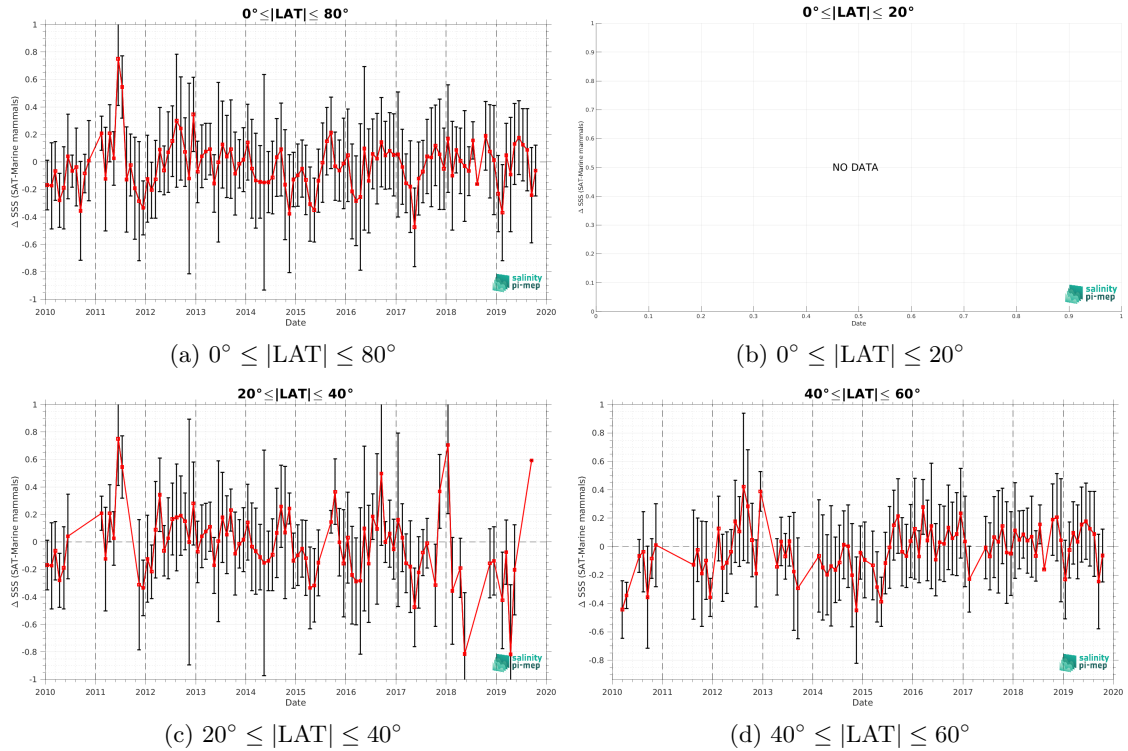 0°≤|LAT|≤ 80°
1
0.8
0.6
0.4
0.2
0
-0.2
-0.4
-0.6
-0.8
-1
Δ SSS (SAT-Marine mammals)
2010 2011 2012 2013 2014 2015 2016 2017 2018 2019 2020
Date
salinity
pi-mep
(a) 0° ≤ |LAT| ≤ 80°
0°≤|LAT|≤ 20°
1
0.9
0.8
0.7
0.6
0.5
0.4
0.3
0.2
0.1
0
Δ SSS (SAT-Marine mammals)
NO DATA
0 0.1 0.2 0.3 0.4 0.5 0.6 0.7 0.8 0.9 1
Date
salinity
pi-mep
(b) 0° ≤ |LAT| ≤ 20°
20°≤|LAT|≤ 40°
1
0.8
0.6
0.4
0.2
0
-0.2
-0.4
-0.6
-0.8
-1
Δ SSS (SAT-Marine mammals)
2010 2011 2012 2013 2014 2015 2016 2017 2018 2019 2020
Date
salinity
pi-mep
(c) 20° ≤ |LAT| ≤ 40°
40°≤|LAT|≤ 60°
1
0.8
0.6
0.4
0.2
0
-0.2
-0.4
-0.6
-0.8
Δ SSS (SAT-Marine mammals)
2010 2011 2012 2013 2014 2015 2016 2017 2018 2019 2020
Date
salinity
pi-mep
(d) 40° ≤ |LAT| ≤ 60°